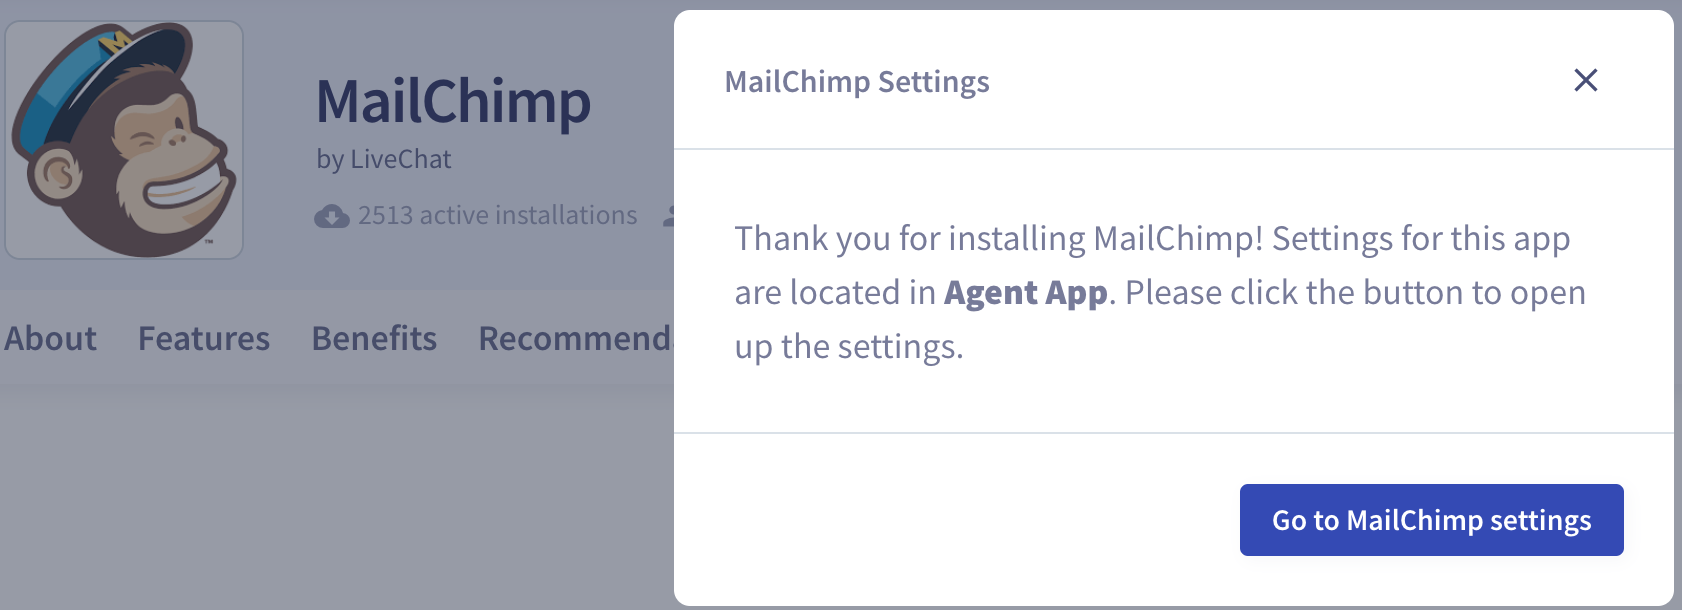 M
™
MailChimp
by LiveChat
2513 active installations
About Features Benefits Recommend
MailChimp Settings
Thank you for installing MailChimp! Settings for this app
are located in Agent App. Please click the button to open
up the settings.
Go to MailChimp settings